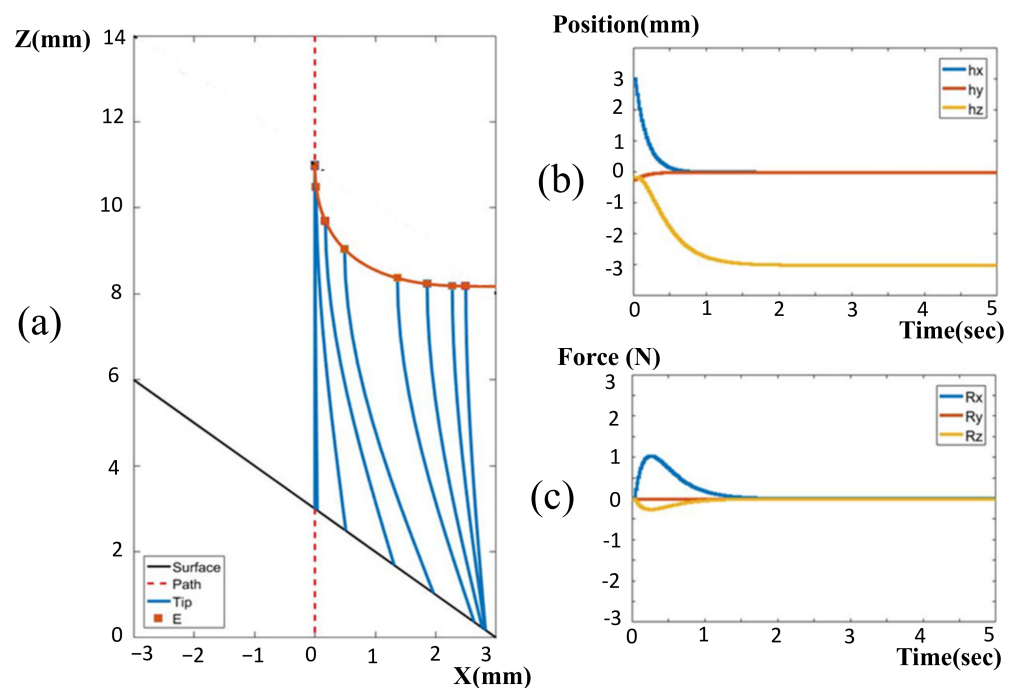 Z(mm)
14
12
10
8
6
4
2
0
−3
−2
−1
0
1
2
3
X(mm)
Surface
Path
Tip
E
(a)
Position(mm)
3
2
1
0
-1
-2
-3
0
1
2
3
4
5
Time(sec)
hx
hy
hz
(b)
Force (N)
3
2
1
0
-1
-2
-3
0
1
2
3
4
5
Time(sec)
Rx
Ry
Rz
(c)